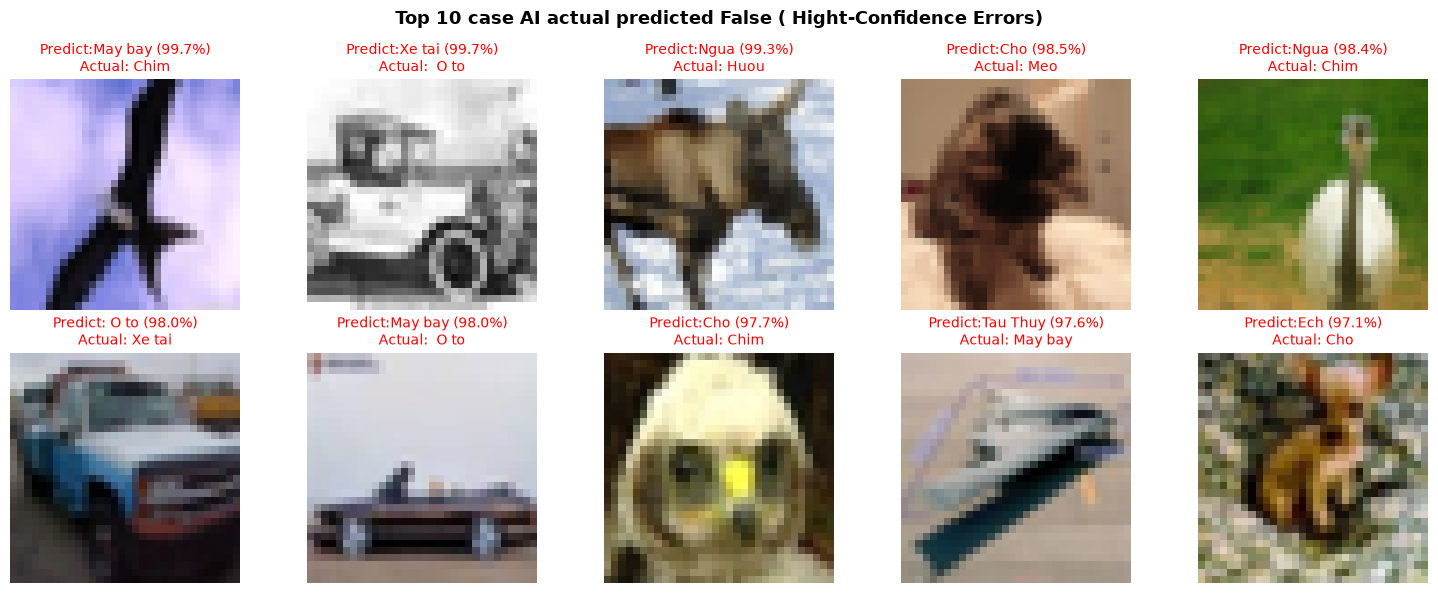 Top 10 case AI actual predicted False ( Hight-Confidence Errors)
Predict:May bay (99.7%)
Actual: Chim
Predict:Xe tai (99.7%)
Actual:  O to
Predict:Ngua (99.3%)
Actual: Huou
Predict:Cho (98.5%)
Actual: Meo
Predict:Ngua (98.4%)
Actual: Chim
Predict: O to (98.0%)
Actual: Xe tai
Predict:May bay (98.0%)
Actual:  O to
Predict:Cho (97.7%)
Actual: Chim
Predict:Tau Thuy (97.6%)
Actual: May bay
Predict:Ech (97.1%)
Actual: Cho